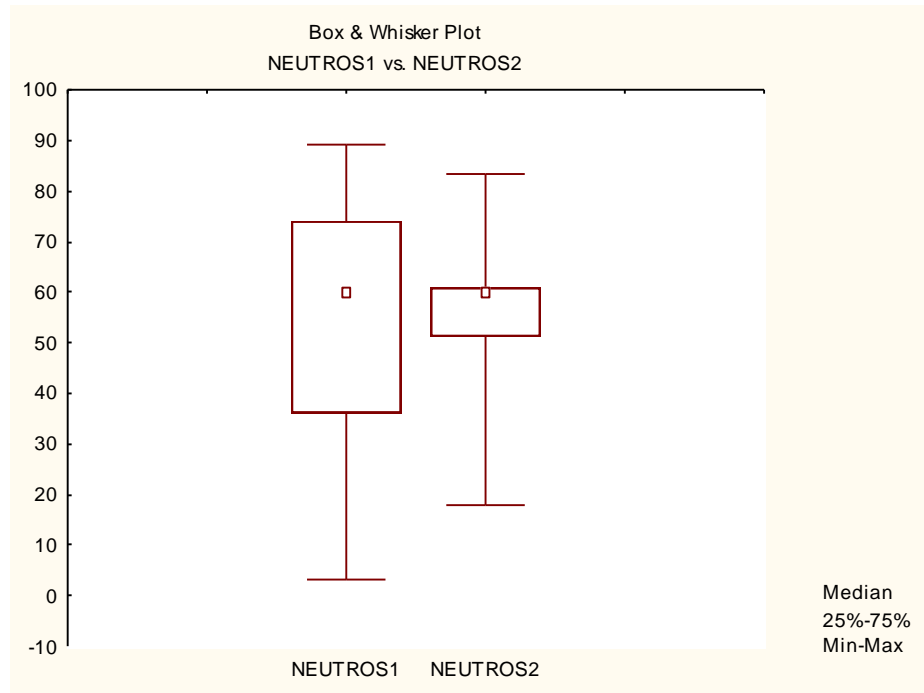 Box & Whisker Plot
NEUTROS1 vs. NEUTROS2
100
90
80
70
60
50
40
30
20
10
0
-10
NEUTROS1 NEUTROS2
Median
25%-75%
Min-Max